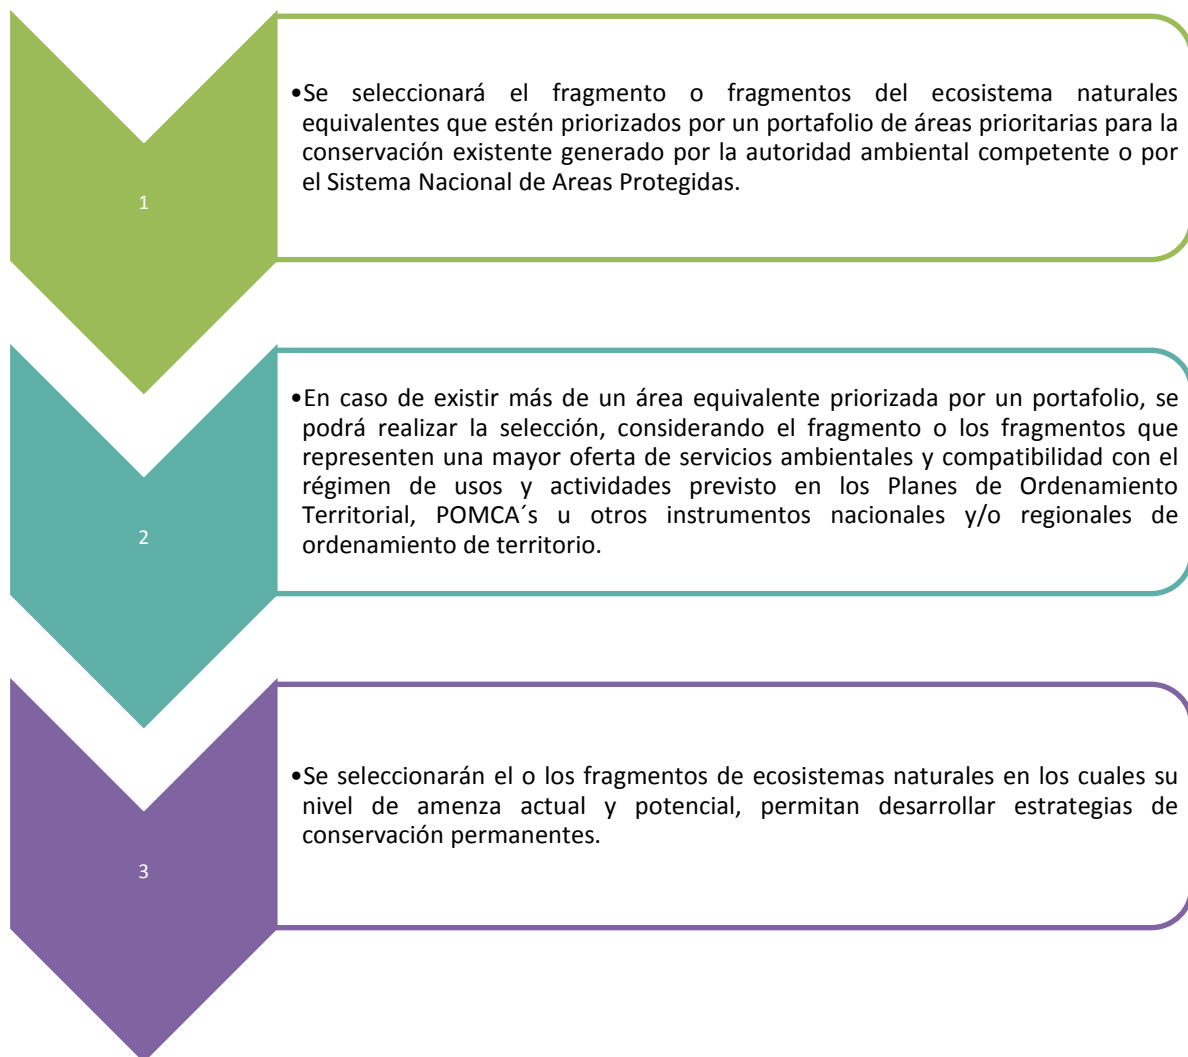 •Se seleccionará el fragmento o fragmentos del ecosistema naturales
equivalentes que estén priorizados por un portafolio de áreas prioritarias para la
conservación existente generado por la autoridad ambiental competente o por
el Sistema Nacional de Areas Protegidas.
1
•En caso de existir más de un área equivalente priorizada por un portafolio, se
podrá realizar la selección, considerando el fragmento o los fragmentos que
representen una mayor oferta de servicios ambientales y compatibilidad con el
régimen de usos y actividades previsto en los Planes de Ordenamiento
Territorial, POMCA´s u otros instrumentos nacionales y/o regionales de
ordenamiento de territorio.
2
•Se seleccionarán el o los fragmentos de ecosistemas naturales en los cuales su
nivel de amenza actual y potencial, permitan desarrollar estrategias de
conservación permanentes.
3